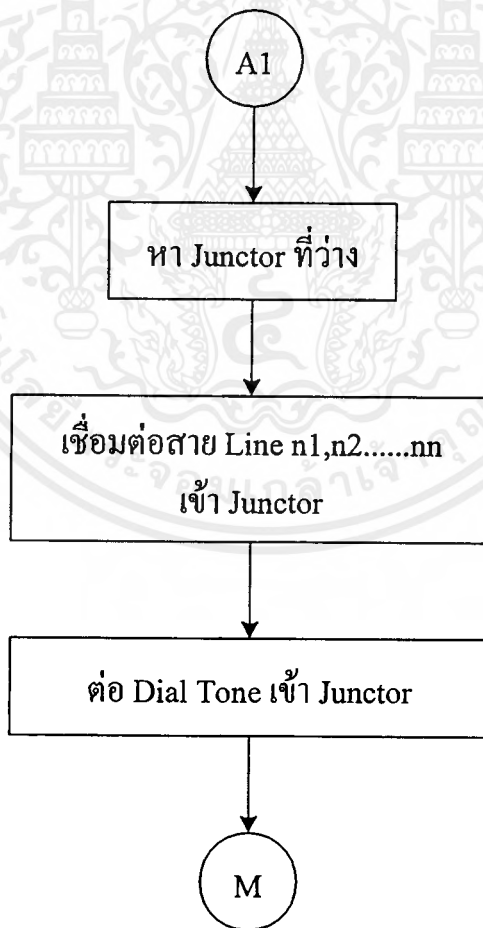 A1
หา Junctor ที่ว่าง
เชื่อมต่อสาย Line n1,n2......nn
เข้า Junctor
ต่อ Dial Tone เข้า Junctor
M